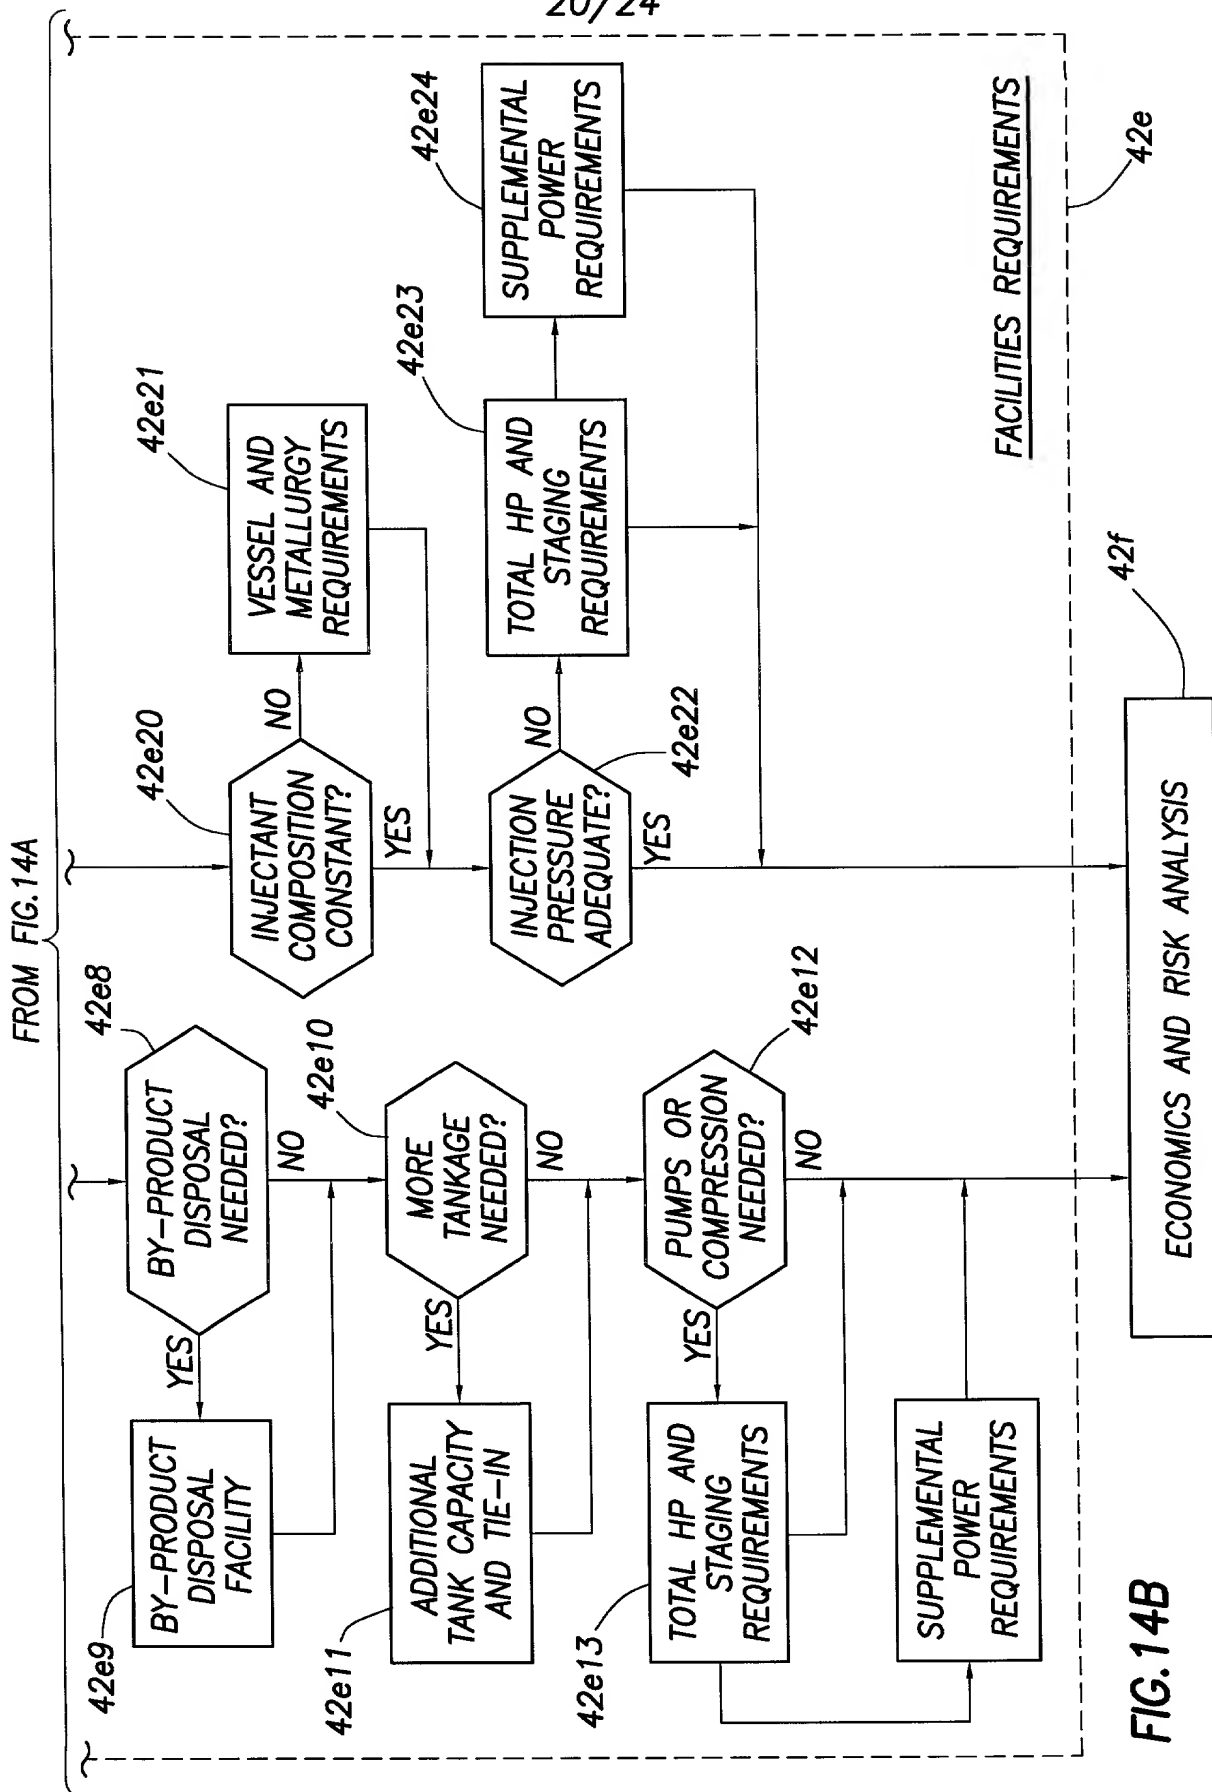 20/24
FROM FIG.14A
42e8
BY-PRODUCT
DISPOSAL
NEEDED?
YES
NO
42e9
BY-PRODUCT
DISPOSAL
FACILITY
42e10
MORE
TANKAGE
NEEDED?
YES
NO
42e11
ADDITIONAL
TANK CAPACITY
AND TIE-IN
42e12
PUMPS OR
COMPRESSION
NEEDED?
YES
NO
42e13
TOTAL HP AND
STAGING
REQUIREMENTS
SUPPLEMENTAL
POWER
REQUIREMENTS
42e20
INJECTANT
COMPOSITION
CONSTANT?
NO
YES
42e21
VESSEL AND
METALLURGY
REQUIREMENTS
42e22
INJECTION
PRESSURE
ADEQUATE?
NO
YES
42e23
TOTAL HP AND
STAGING
REQUIREMENTS
42e24
SUPPLEMENTAL
POWER
REQUIREMENTS
FACILITIES REQUIREMENTS
42e
42f
ECONOMICS AND RISK ANALYSIS
FIG.14B